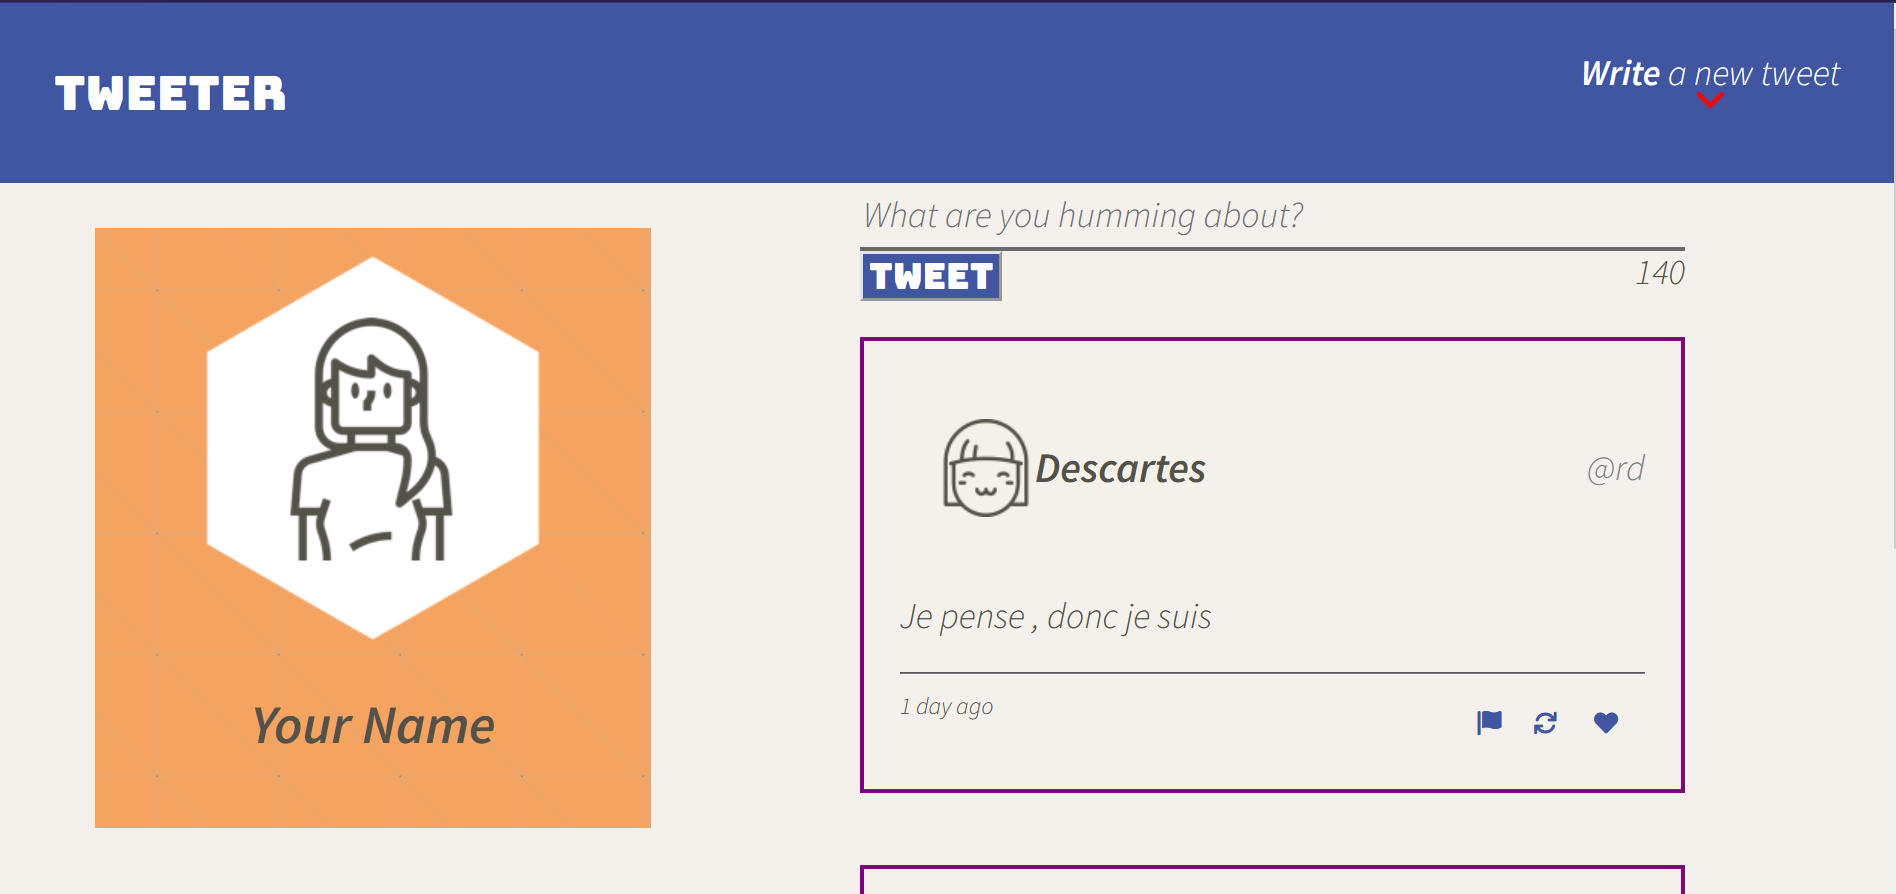 TWEETER
Write a new tweet
What are you humming about?
TWEET
140
Descartes
@rd
Je pense , donc je suis
1 day ago
Your Name